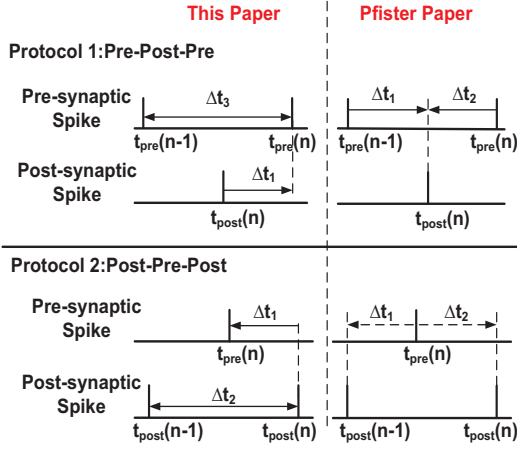 This Paper
Pfister Paper
Protocol 1:Pre-Post-Pre
Pre-synaptic
Spike
Δt3
Δt1
Δt2
tpre(n-1)
tpre(n)
tpre(n-1)
tpre(n)
Post-synaptic
Spike
Δt1
tpost(n)
tpost(n)
Protocol 2:Post-Pre-Post
Pre-synaptic
Spike
Δt1
Δt1
Δt2
tpre(n)
tpre(n)
Post-synaptic
Spike
Δt2
tpost(n-1)
tpost(n)
tpost(n-1)
tpost(n)